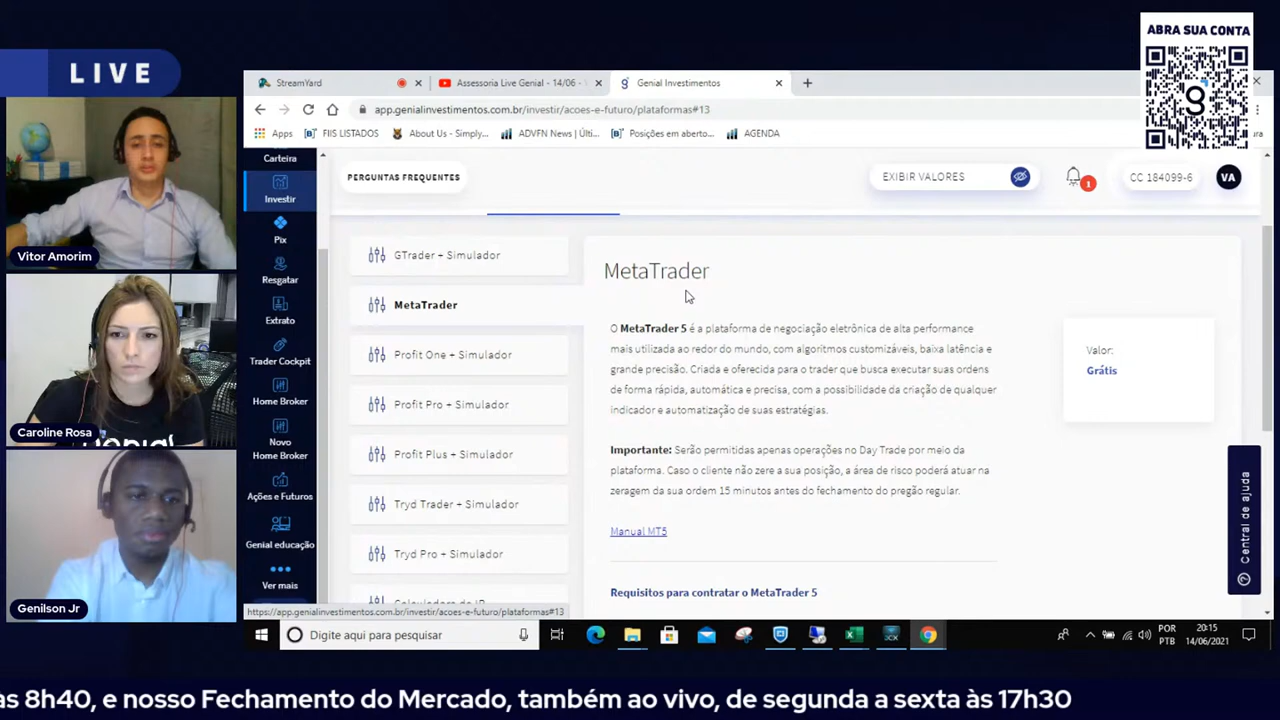 LIVE
ABRA SUA CONTA
Vitor Amorim
Caroline Rosa
Genilson Jr
StreamYard
Assessoria Live Genial - 14/06 -
Genial Investimentos
app.genialinvestimentos.com.br/investir/acoes-e-futuro/plataformas#13
Apps
FIIS LISTADOS
About Us - Simply...
ADVFN News | Últi...
Posições em aberto...
AGENDA
Carteira
Investir
Pix
Resgatar
Extrato
Trader Cockpit
Home Broker
Novo
Home Broker
Ações e Futuros
Genial educação
Ver mais
PERGUNTAS FREQUENTES
EXIBIR VALORES
1
CC 184099-6
VA
GTrader + Simulador
MetaTrader
Profit One + Simulador
Profit Pro + Simulador
Profit Plus + Simulador
Tryd Trader + Simulador
Tryd Pro + Simulador
MetaTrader
O MetaTrader 5 é a plataforma de negociação eletrônica de alta performance
mais utilizada ao redor do mundo, com algoritmos customizáveis, baixa latência e
grande precisão. Criada e oferecida para o trader que busca executar suas ordens
de forma rápida, automática e precisa, com a possibilidade da criação de qualquer
indicador e automatização de suas estratégias.
Importante: Serão permitidas apenas operações no Day Trade por meio da
plataforma. Caso o cliente não zere a sua posição, a área de risco poderá atuar na
zeragem da sua ordem 15 minutos antes do fechamento do pregão regular.
Manual MT5
Requisitos para contratar o MetaTrader 5
Valor:
Grátis
Central de ajuda
https://app.genialinvestimentos.com.br/investir/acoes-e-futuro/plataformas#13
Digite aqui para pesquisar
POR
PTB
20:15
14/06/2021
as 8h40, e nosso Fechamento do Mercado, também ao vivo, de segunda a sexta às 17h30